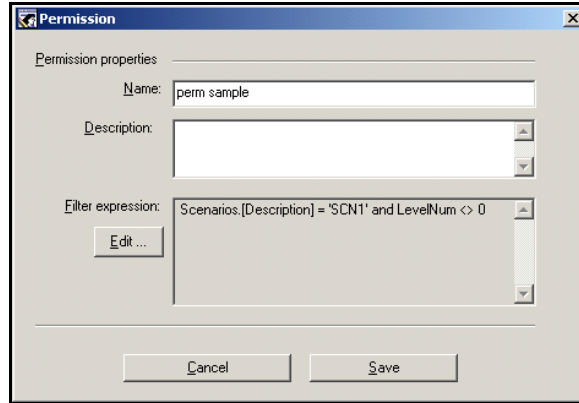 Permission
Permission properties
Name: perm sample
Description:
Filter expression: Scenarios.[Description] = 'SCN1' and LevelNum <> 0
Edit ...
Cancel Save